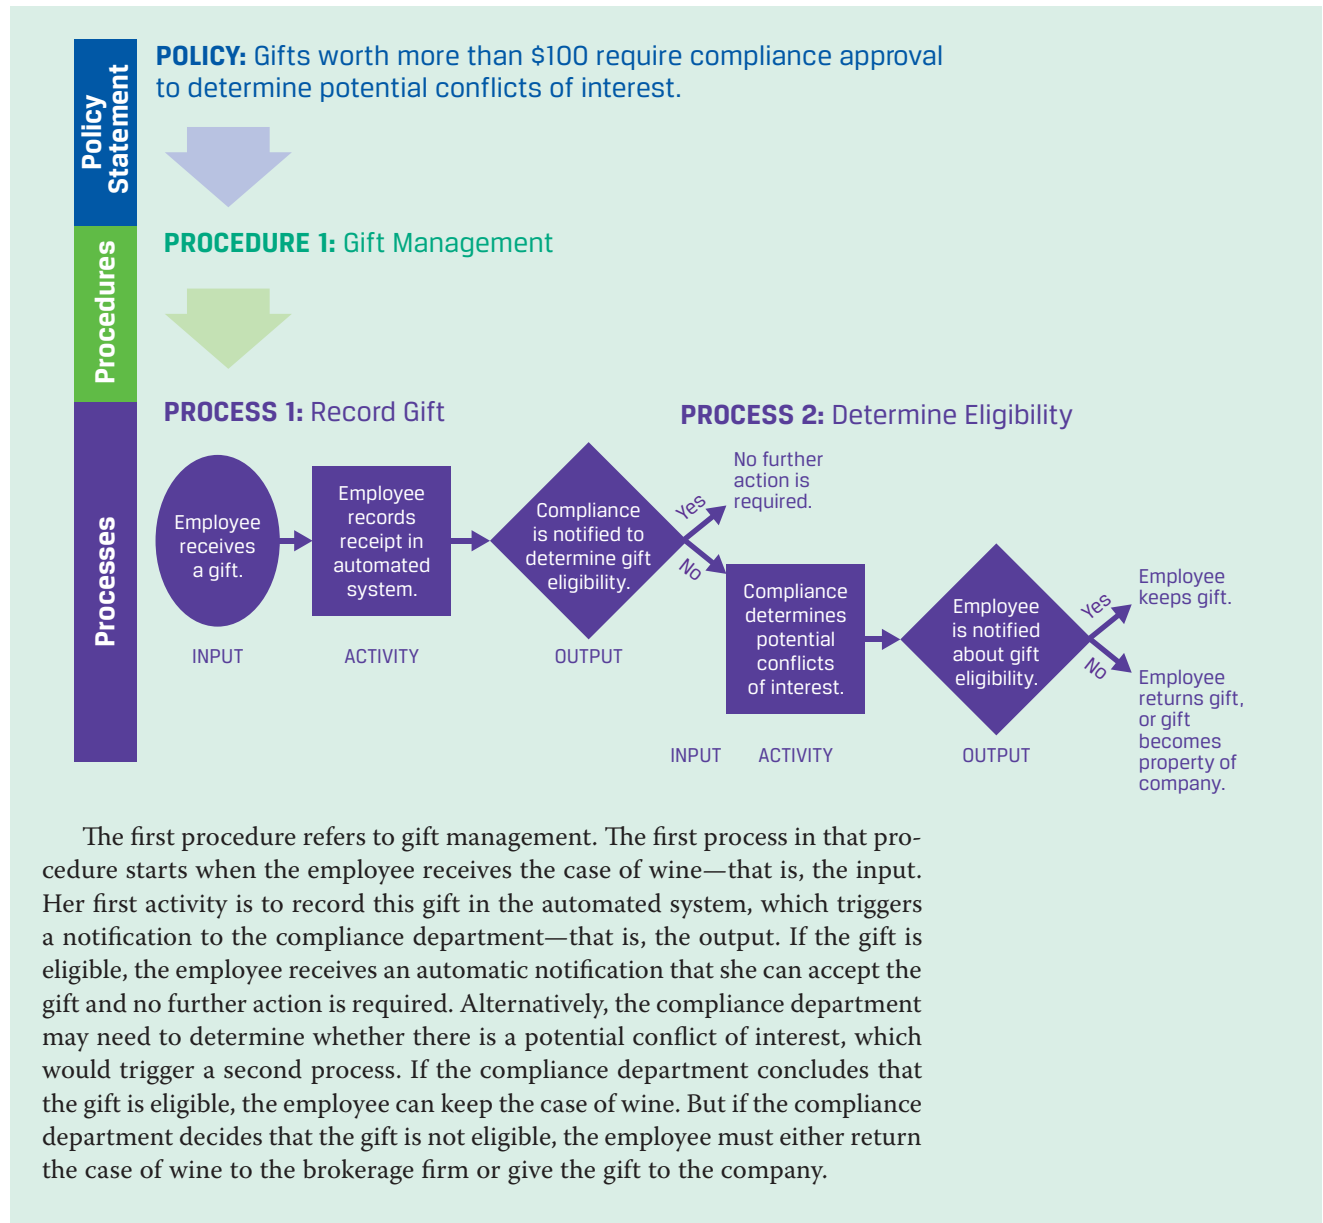 Policy
Statement
POLICY: Gifts worth more than $100 require compliance approval
to determine potential conflicts of interest.
Procedures
PROCEDURE 1: Gift Management
Processes
PROCESS 1: Record Gift
Employee
receives
a gift.
INPUT
Employee
records
receipt in
automated
system.
ACTIVITY
Compliance
is notified to
determine gift
eligibility.
OUTPUT
PROCESS 2: Determine Eligibility
Yes
No further
action is
required.
No
Compliance
determines
potential
conflicts
of interest.
INPUT ACTIVITY
Employee
is notified
about gift
eligibility.
OUTPUT
Yes
Employee
keeps gift.
No
Employee
returns gift,
or gift
becomes
property of
company.
The first procedure refers to gift management. The first process in that pro-
cedure starts when the employee receives the case of wine—that is, the input.
Her first activity is to record this gift in the automated system, which triggers
a notification to the compliance department—that is, the output. If the gift is
eligible, the employee receives an automatic notification that she can accept the
gift and no further action is required. Alternatively, the compliance department
may need to determine whether there is a potential conflict of interest, which
would trigger a second process. If the compliance department concludes that
the gift is eligible, the employee can keep the case of wine. But if the compliance
department decides that the gift is not eligible, the employee must either return
the case of wine to the brokerage firm or give the gift to the company.